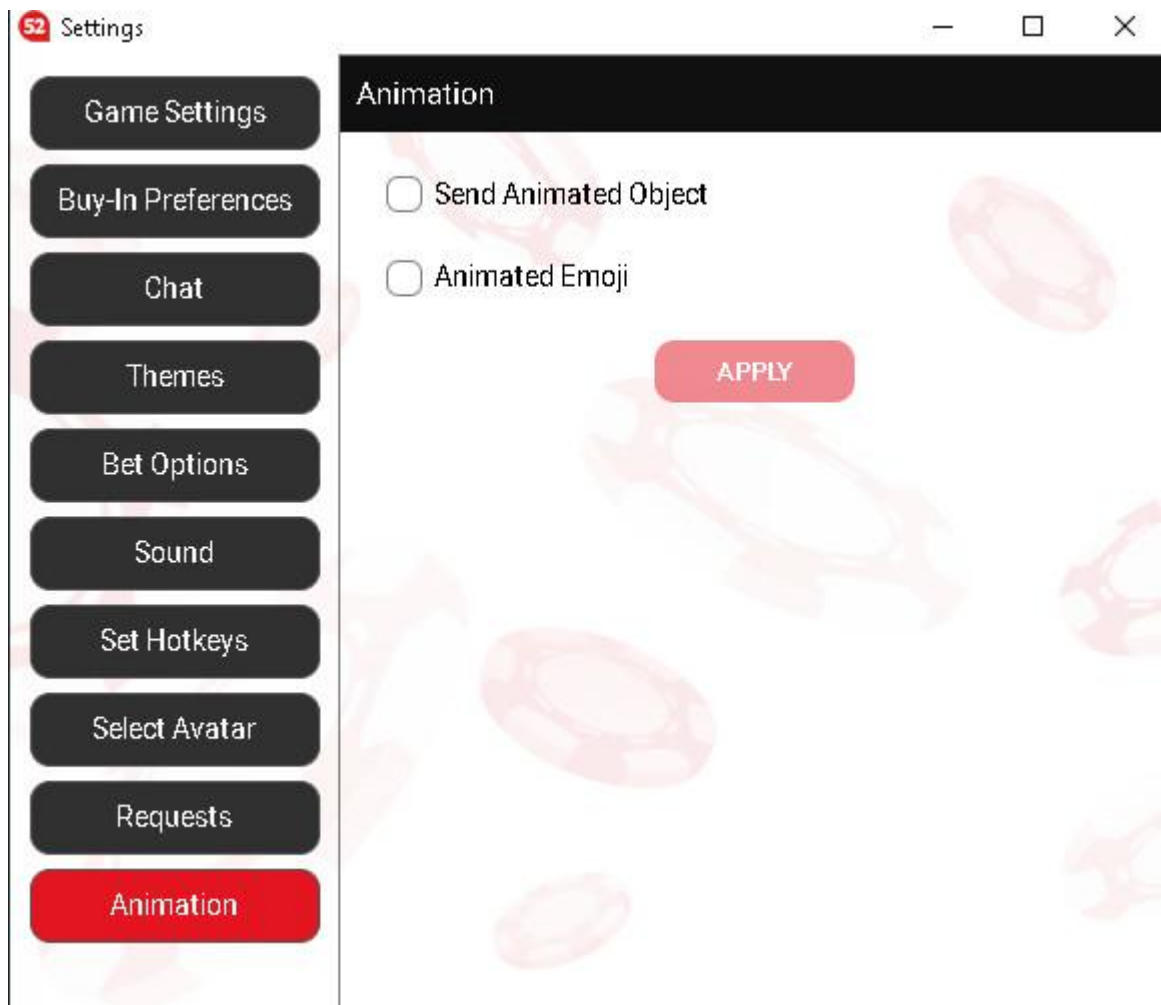 52 Settings
Game Settings
Buy-In Preferences
Chat
Themes
Bet Options
Sound
Set Hotkeys
Select Avatar
Requests
Animation
Animation
Send Animated Object
Animated Emoji
APPLY